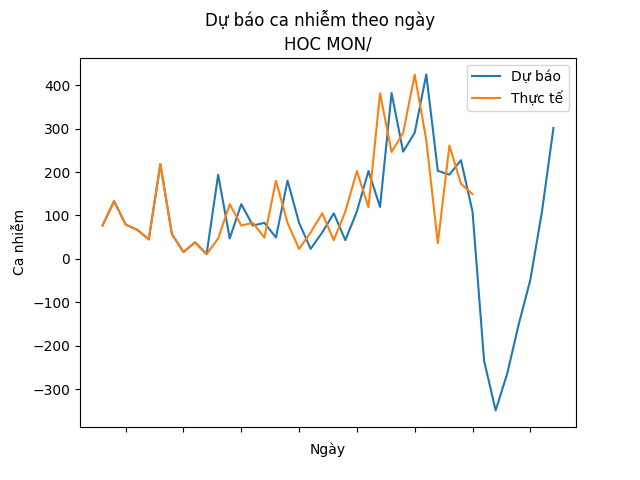 Dự báo ca nhiễm theo ngày
HOC MON/
Dự báo
Thực tế
400
300
200
100
0
−100
−200
−300
Ca nhiễm
Ngày